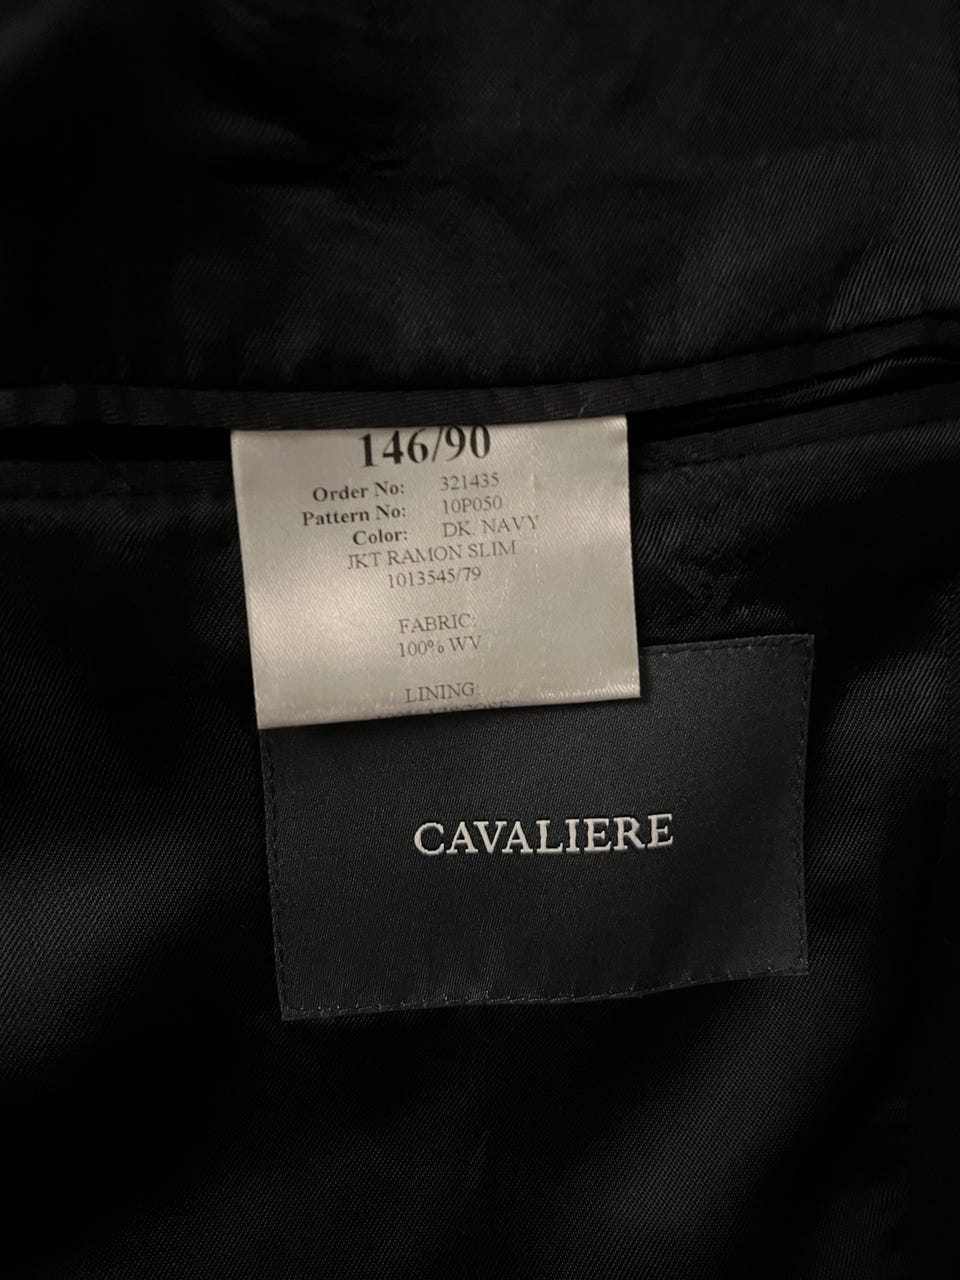 146/90
Order No: 321435
Pattern No: 10P050
Color: DK. NAVY
JKT RAMON SLIM
1013545/79
FABRIC:
100% WV
LINING:
CAVALIERE